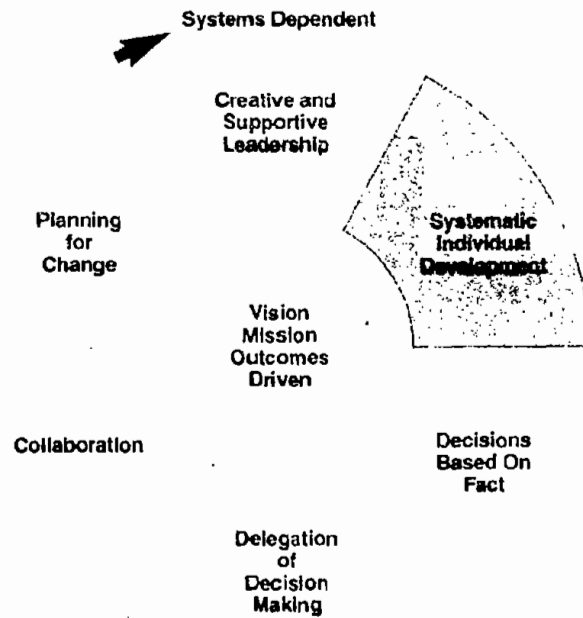 Systems Dependent
Creative and
Supportive
Leadership
Planning
for
Change
Systematic
Individual
Development
Vision
Mission
Outcomes
Driven
Collaboration
Decisions
Based On
Fact
Delegation
of
Decision
Making